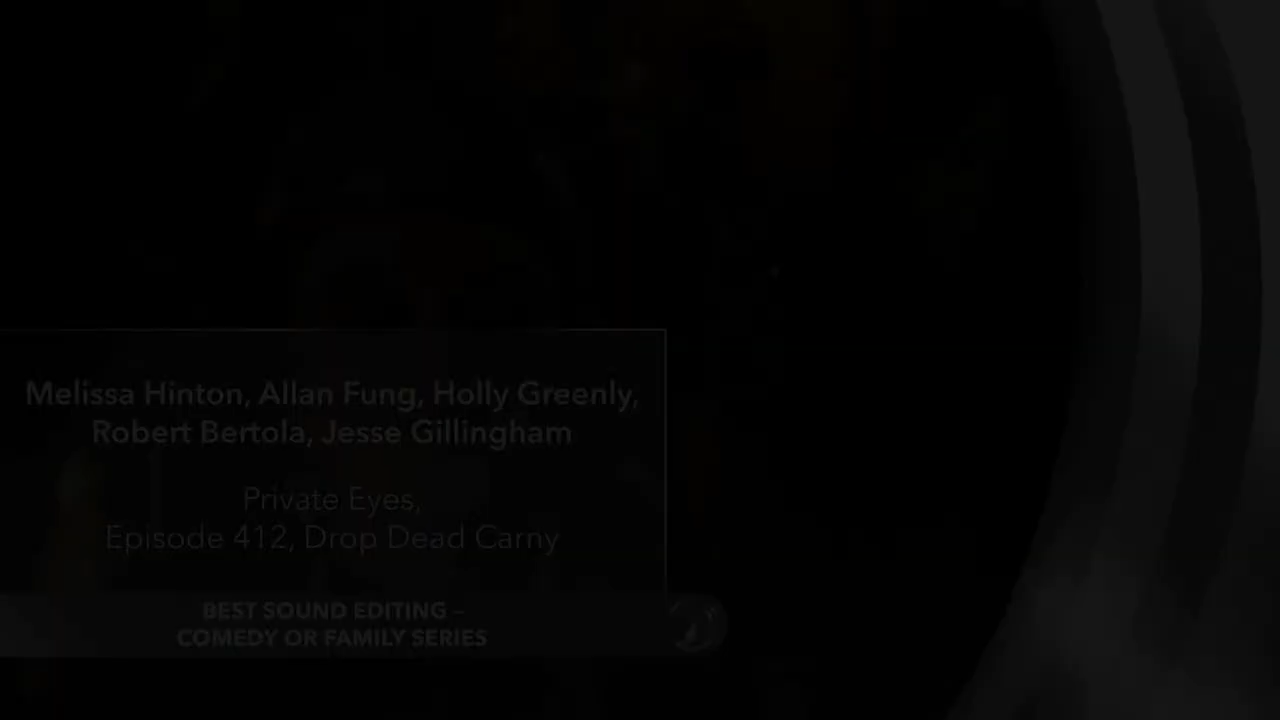 Melissa Hinton, Allan Fung, Holly Greenly,
Robert Bertola, Jesse Gillingham
Private Eyes,
Episode 412, Drop Dead Carny
BEST SOUND EDITING –
COMEDY OR FAMILY SERIES